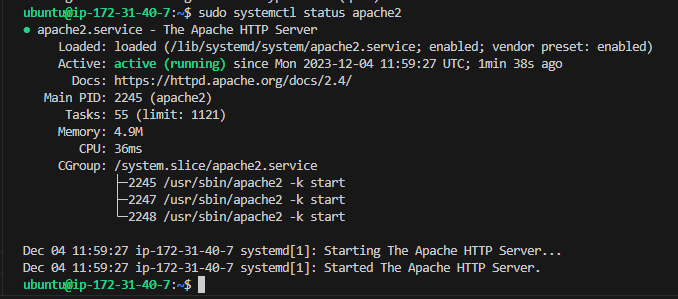 ubuntu@ip-172-31-40-7:~$ sudo systemctl status apache2
● apache2.service - The Apache HTTP Server
Loaded: loaded (/lib/systemd/system/apache2.service; enabled; vendor preset: enabled)
Active: active (running) since Mon 2023-12-04 11:59:27 UTC; 1min 38s ago
Docs: https://httpd.apache.org/docs/2.4/
Main PID: 2245 (apache2)
Tasks: 55 (limit: 1121)
Memory: 4.9M
CPU: 36ms
CGroup: /system.slice/apache2.service
├─2245 /usr/sbin/apache2 -k start
├─2247 /usr/sbin/apache2 -k start
└─2248 /usr/sbin/apache2 -k start
Dec 04 11:59:27 ip-172-31-40-7 systemd[1]: Starting The Apache HTTP Server...
Dec 04 11:59:27 ip-172-31-40-7 systemd[1]: Started The Apache HTTP Server.
ubuntu@ip-172-31-40-7:~$